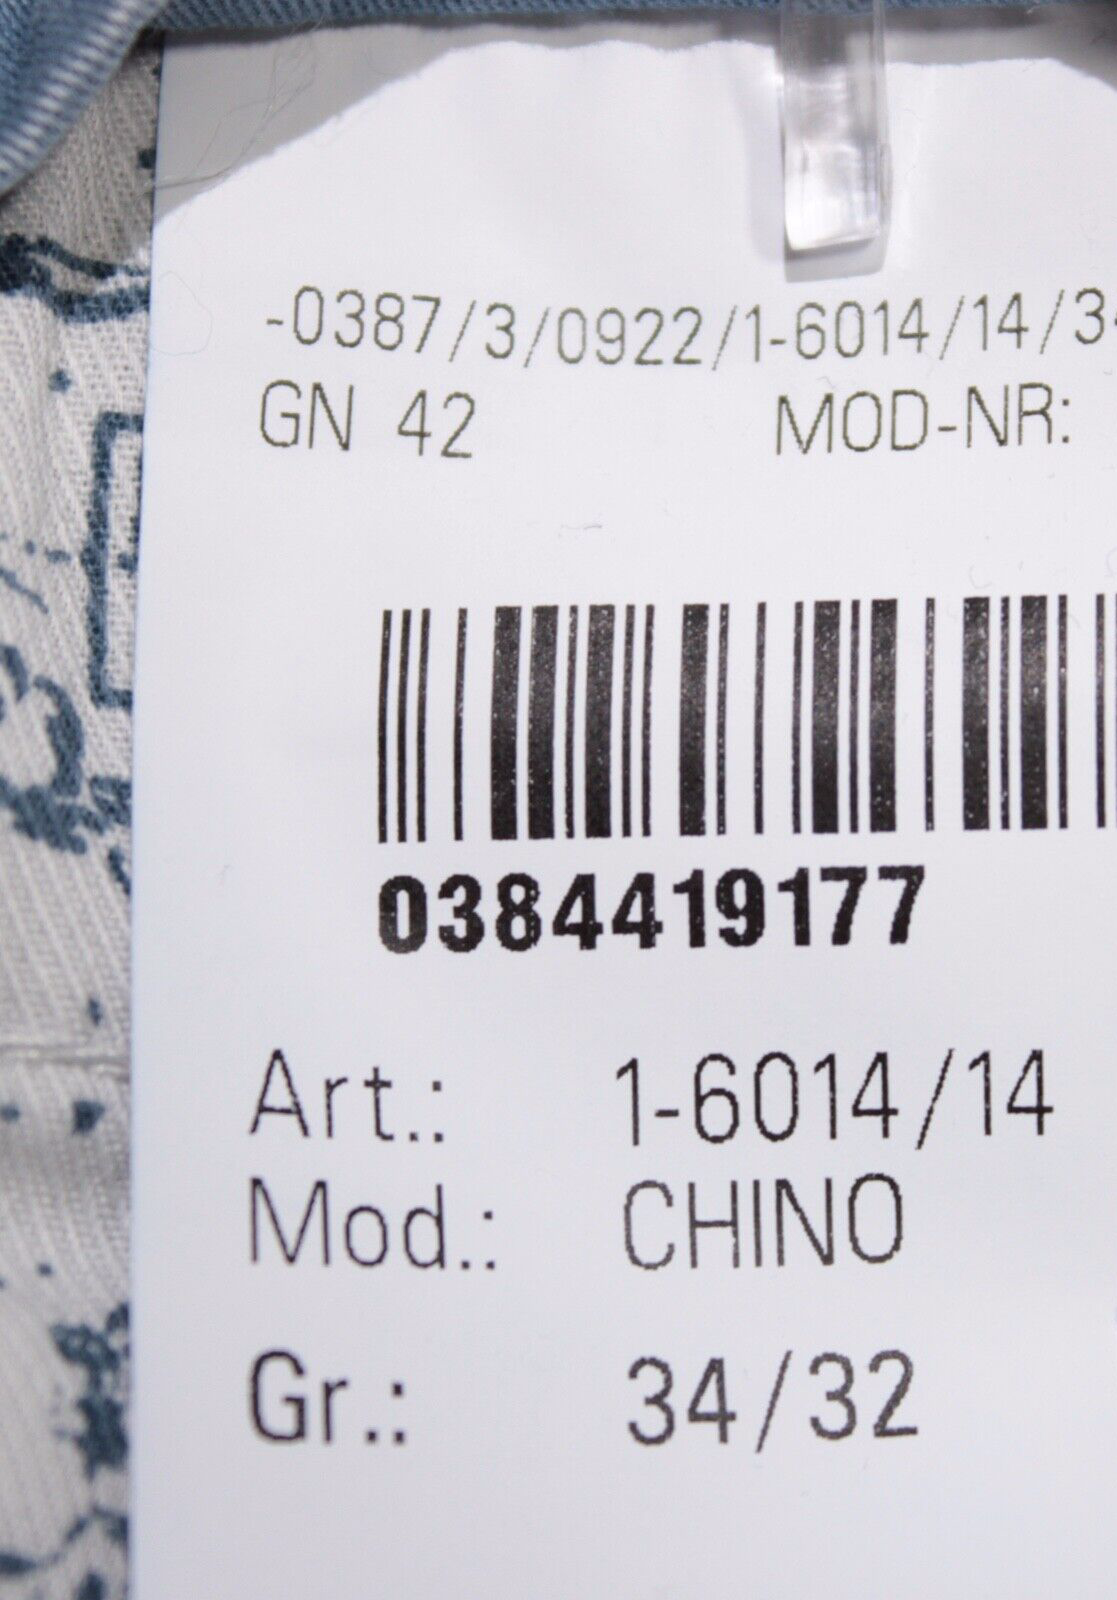 -0387/3/0922/1-6014/14/3
GN 42 MOD-NR:
0384419177
Art.: 1-6014/14
Mod.: CHINO
Gr.: 34/32